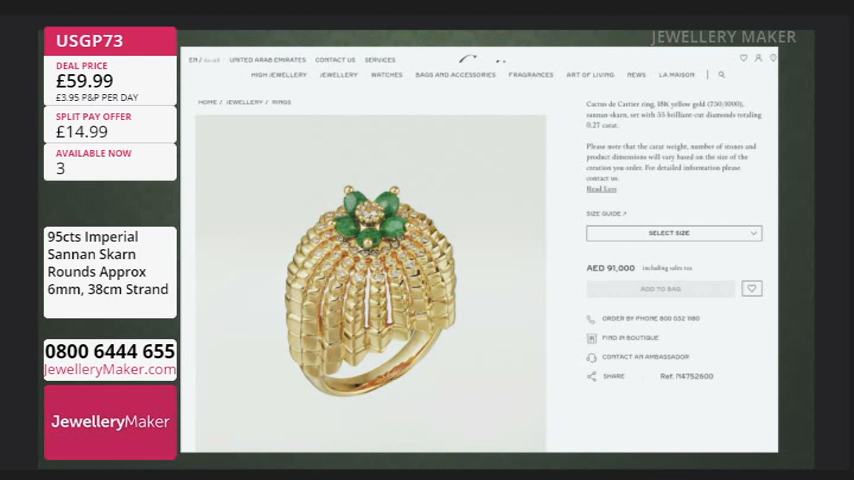 JEWELLERY MAKER
USGP73
DEAL PRICE
£59.99
£3.95 P&P PER DAY
SPLIT PAY OFFER
£14.99
AVAILABLE NOW
3
95cts Imperial
Sannan Skarn
Rounds Approx
6mm, 38cm Strand
0800 6444 655
JewelleryMaker.com
JewelleryMaker
EN /
UNITED ARAB EMIRATES
CONTACT US
SERVICES
HIGH JEWELLERY
JEWELLERY
WATCHES
BAGS AND ACCESSORIES
FRAGRANCES
ART OF LIVING
NEWS
LA MAISON
HOME / JEWELLERY / RINGS
Cactus de Cartier ring, 18K yellow gold (750/1000),
sannan-skarn, set with 55 brilliant-cut diamonds totaling
0.27 carat.
Please note that the carat weight, number of stones and
product dimensions will vary based on the size of the
creation you order. For detailed information please
contact us.
Read Less
SIZE GUIDE
SELECT SIZE
AED 91,000 including sales tax
ADD TO BAG
ORDER BY PHONE 800 032 1180
FIND IN BOUTIQUE
CONTACT AN AMBASSADOR
SHARE
Ref. N4752600